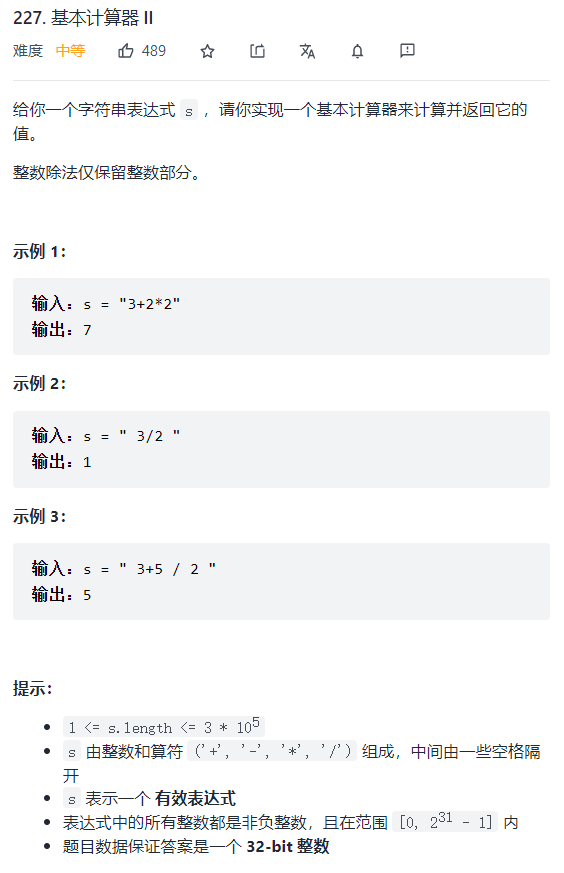 227. 基本计算器 II
难度 中等 489
给你一个字符串表达式 s ，请你实现一个基本计算器来计算并返回它的
值。
整数除法仅保留整数部分。
示例 1：
输入：s = "3+2*2"
输出：7
示例 2：
输入：s = " 3/2 "
输出：1
示例 3：
输入：s = " 3+5 / 2 "
输出：5
提示：
1 <= s.length <= 3 * 10⁵
s 由整数和算符 ('+', '-', '*', '/') 组成，中间由一些空格隔
开
s 表示一个 有效表达式
表达式中的所有整数都是非负整数，且在范围 [0, 2³¹ - 1] 内
题目数据保证答案是一个 32-bit 整数